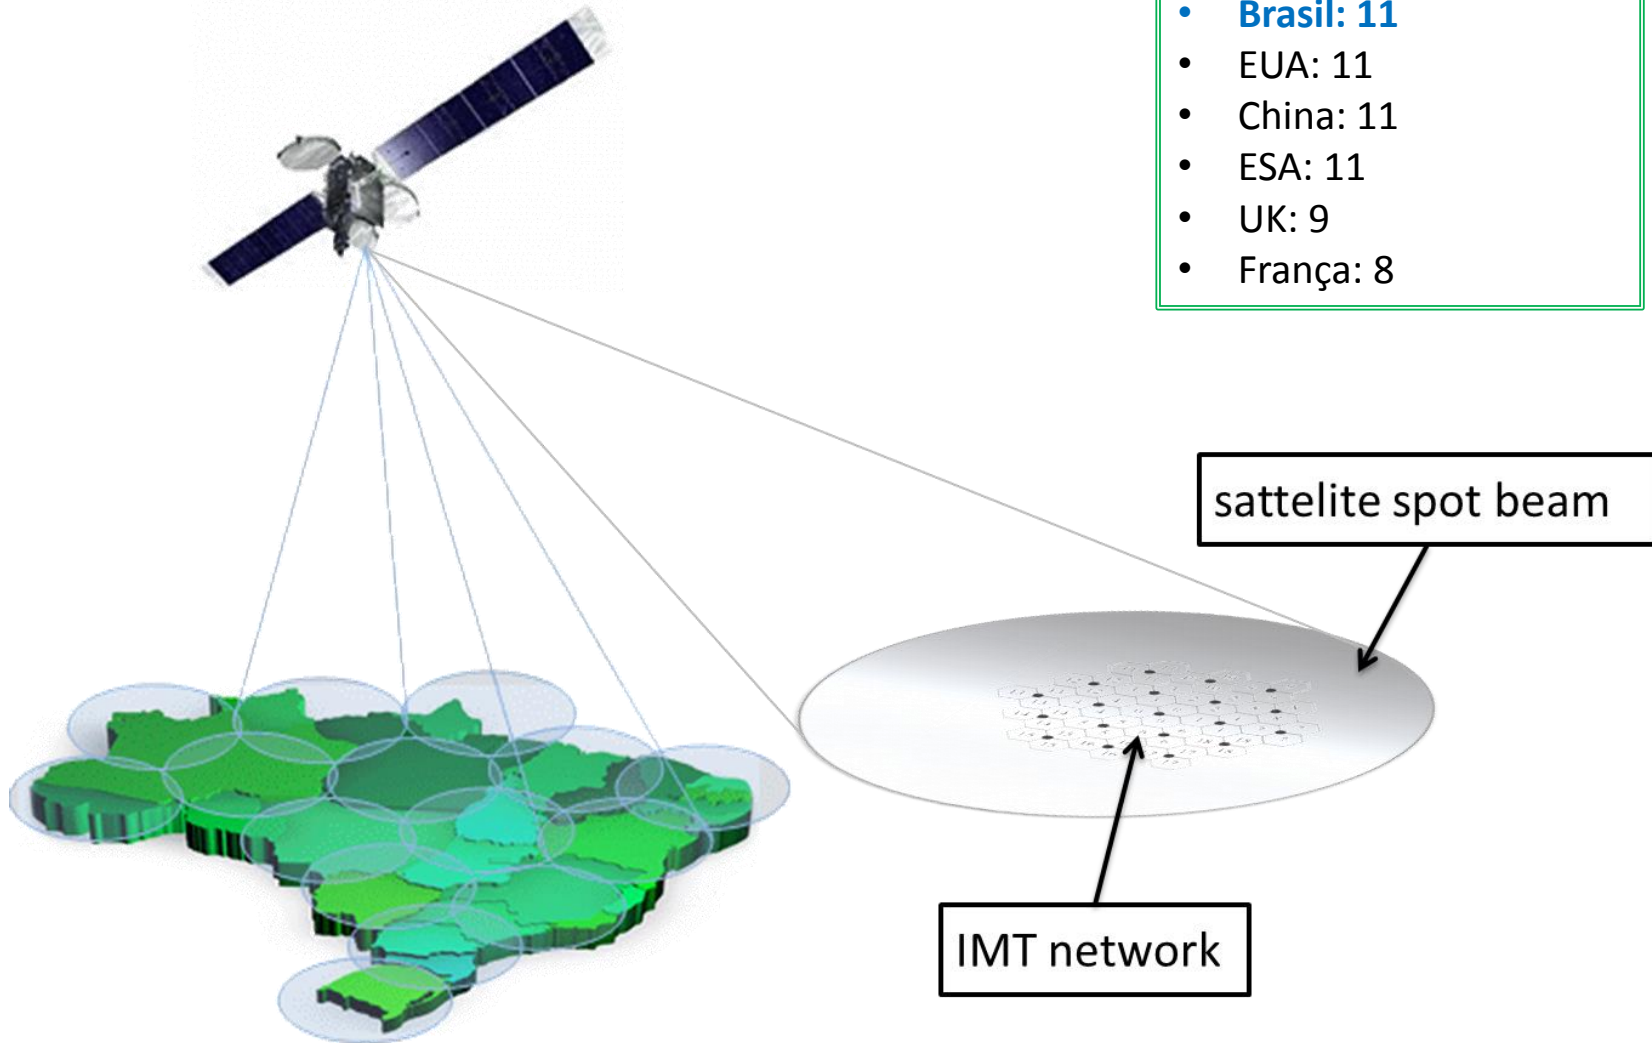 • Brasil: 11
• EUA: 11
• China: 11
• ESA: 11
• UK: 9
• França: 8
sattelite spot beam
IMT network